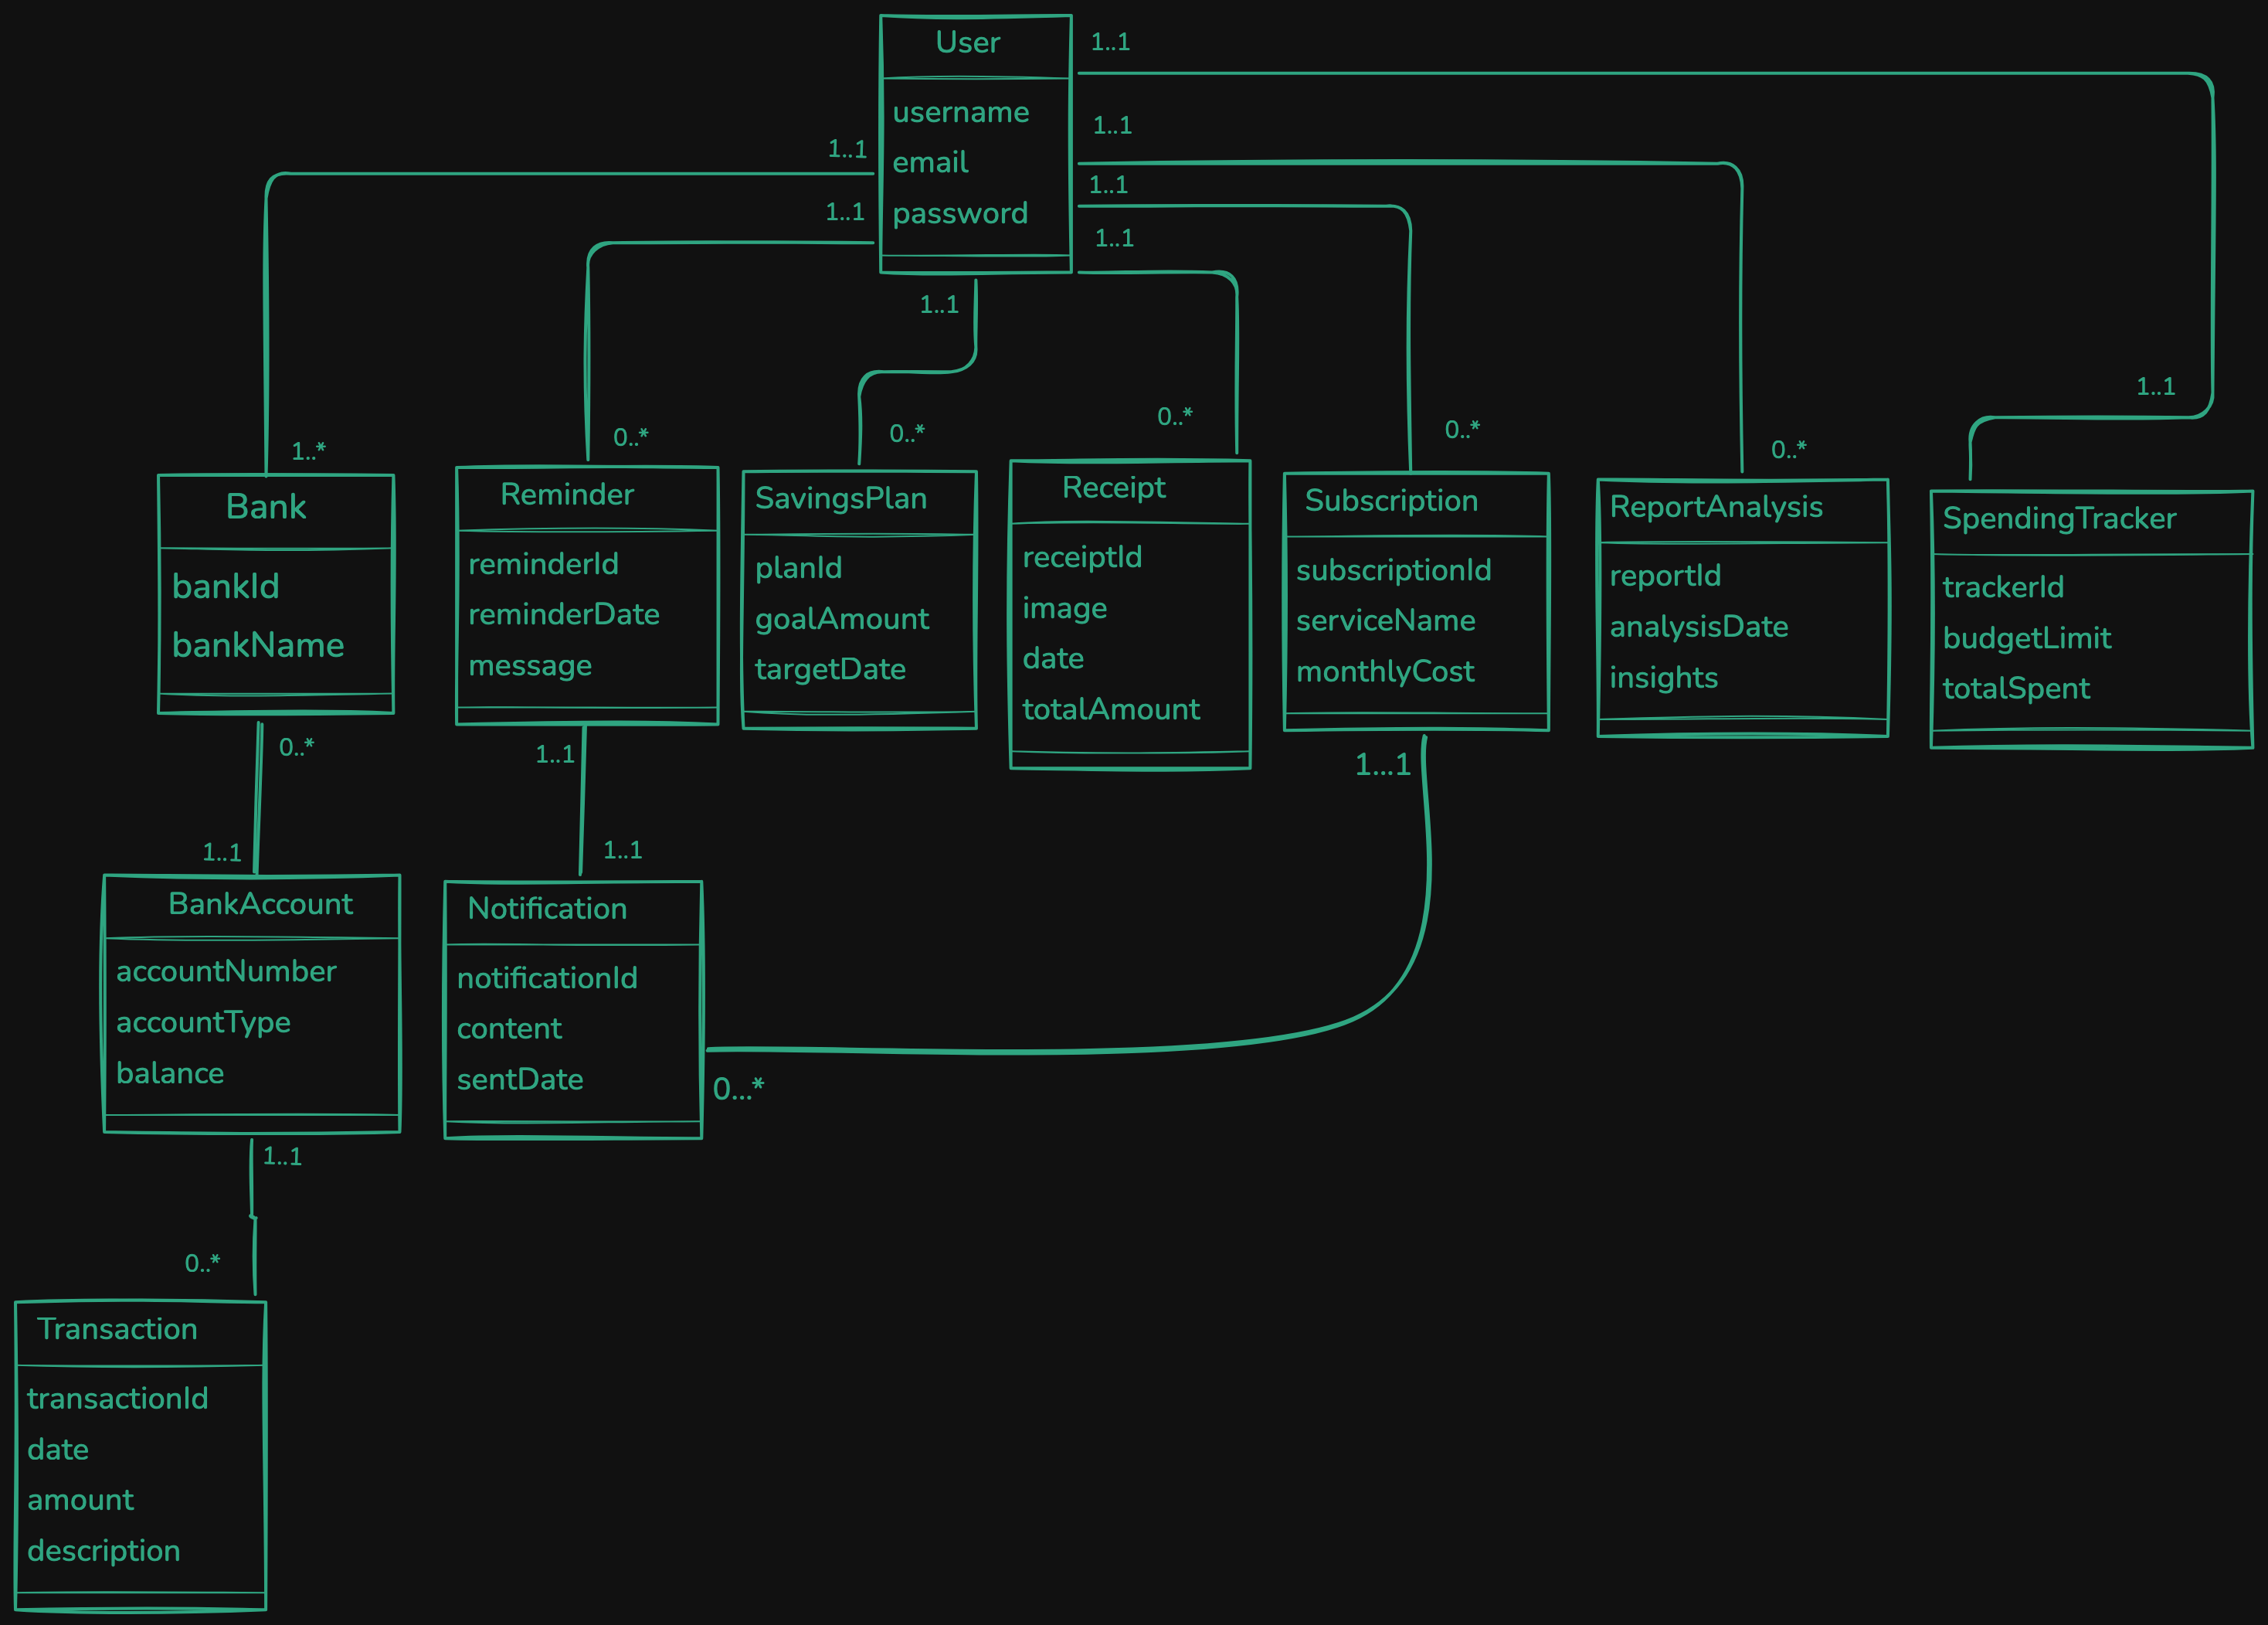 User
username
email
password
1..1
1..1
1..1
1..1
1..1
1..1
1..1
1..*
0..*
0..*
0..*
0..*
0..*
1..1
Bank
bankId
bankName
Reminder
reminderId
reminderDate
message
SavingsPlan
planId
goalAmount
targetDate
Receipt
receiptId
image
date
totalAmount
Subscription
subscriptionId
serviceName
monthlyCost
ReportAnalysis
reportId
analysisDate
insights
SpendingTracker
trackerId
budgetLimit
totalSpent
0..*
1..1
1...1
1..1
1..1
BankAccount
accountNumber
accountType
balance
Notification
notificationId
content
sentDate
0...*
1..1
0..*
Transaction
transactionId
date
amount
description